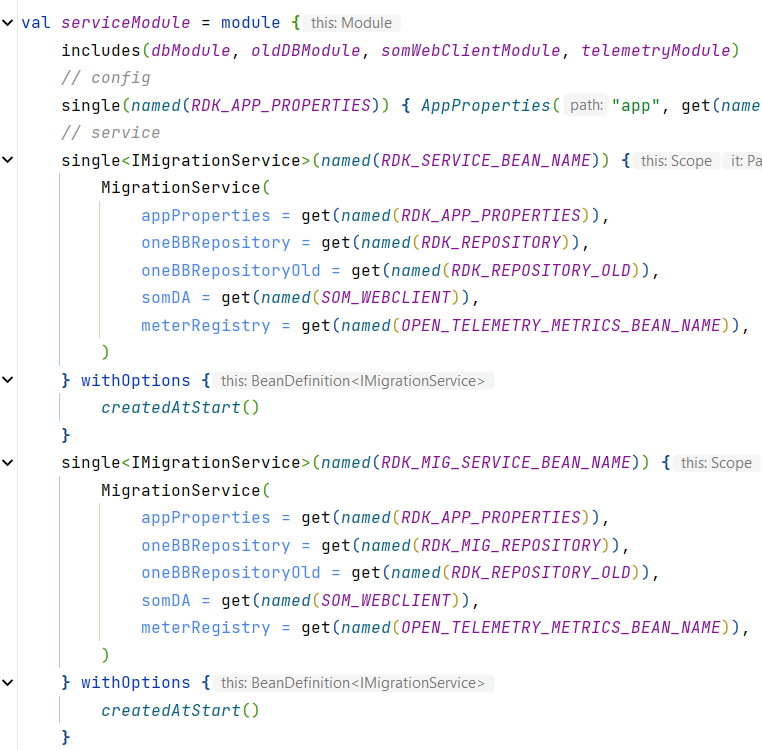 val serviceModule = module { this: Module
includes(dbModule, oldDBModule, somWebClientModule, telemetryModule)
// config
single(named(RDK_APP_PROPERTIES)) { AppProperties( path: "app", get(name
// service
single<IMigrationService>(named(RDK_SERVICE_BEAN_NAME)) { this: Scope it: Pa
MigrationService(
appProperties = get(named(RDK_APP_PROPERTIES)),
oneBBRepository = get(named(RDK_REPOSITORY)),
oneBBRepositoryOld = get(named(RDK_REPOSITORY_OLD)),
somDA = get(named(SOM_WEBCLIENT)),
meterRegistry = get(named(OPEN_TELEMETRY_METRICS_BEAN_NAME)),
)
} withOptions { this: BeanDefinition<IMigrationService>
createdAtStart()
}
single<IMigrationService>(named(RDK_MIG_SERVICE_BEAN_NAME)) { this: Scope
MigrationService(
appProperties = get(named(RDK_APP_PROPERTIES)),
oneBBRepository = get(named(RDK_MIG_REPOSITORY)),
oneBBRepositoryOld = get(named(RDK_REPOSITORY_OLD)),
somDA = get(named(SOM_WEBCLIENT)),
meterRegistry = get(named(OPEN_TELEMETRY_METRICS_BEAN_NAME)),
)
} withOptions { this: BeanDefinition<IMigrationService>
createdAtStart()
}